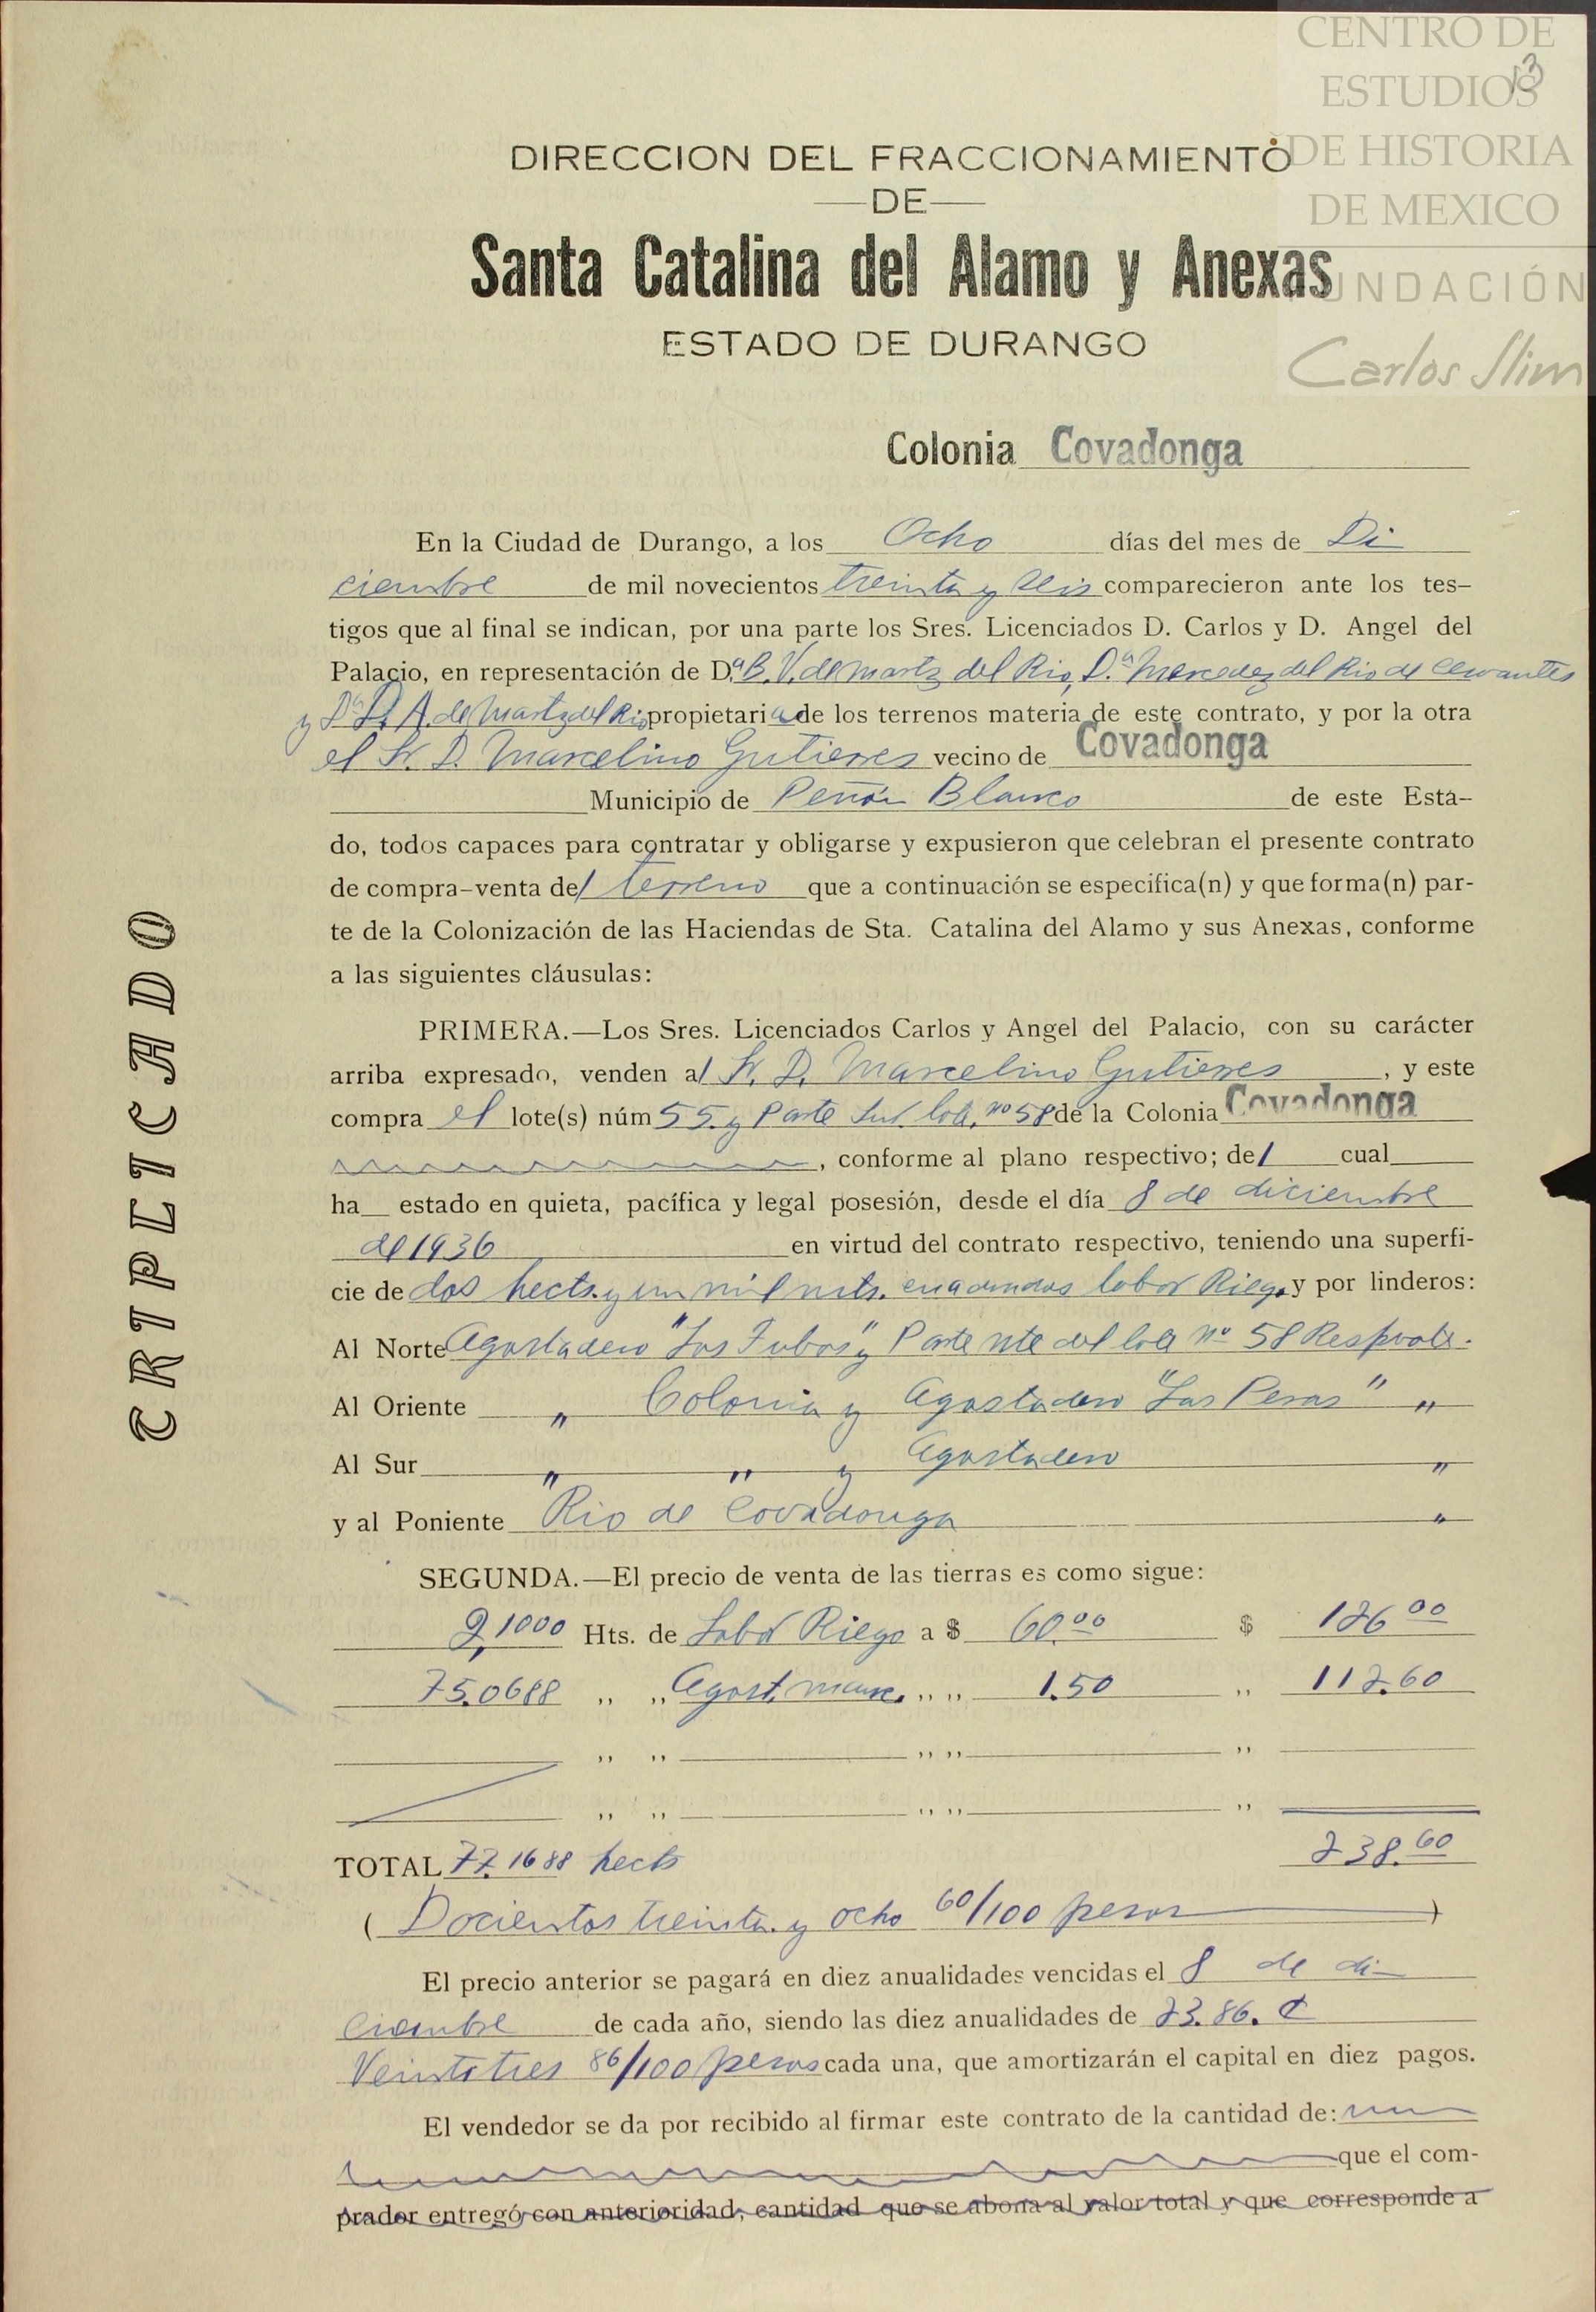 CENTRO DE
ESTUDIOS
DE HISTORIA
DE MEXICO
FUNDACIÓN
Carlos Slim
13
DIRECCION DEL FRACCIONAMIENTO
—DE—
Santa Catalina del Alamo y Anexas
ESTADO DE DURANGO
Colonia Covadonga
TRIPLICADO
En la Ciudad de Durango, a los Ocho días del mes de Di
ciembre de mil novecientos treinta y seis comparecieron ante los tes-
tigos que al final se indican, por una parte los Sres. Licenciados D. Carlos y D. Angel del
Palacio, en representación de D.ª B. V. de Martz del Rio, D.ª Mercedez del Rio de Cervantes
y D.ª D. A. de Martz del Rio propietaria de los terrenos materia de este contrato, y por la otra
el Sr. D. Marcelino Gutierres vecino de Covadonga
Municipio de Peñón Blanco de este Esta-
do, todos capaces para contratar y obligarse y expusieron que celebran el presente contrato
de compra-venta del terreno que a continuación se especifica(n) y que forma(n) par-
te de la Colonización de las Haciendas de Sta. Catalina del Alamo y sus Anexas, conforme
a las siguientes cláusulas:
PRIMERA.—Los Sres. Licenciados Carlos y Angel del Palacio, con su carácter
arriba expresado, venden al Sr. D. Marcelino Gutierres, y este
compra el lote(s) núm 55. y Parte Sur. lote, nº 58 de la Colonia Covadonga
, conforme al plano respectivo; del cual
ha estado en quieta, pacífica y legal posesión, desde el día 8 de diciembre
de 1936 en virtud del contrato respectivo, teniendo una superfi-
cie de dos hects. y un mil mts. cuadrados labor Riego y por linderos:
Al Norte Agostadero "Los Tubos" y Parte nte del lote nº 58 Respvate.
Al Oriente „ Colonia y Agostadero "Las Peras" „
Al Sur „ „ y Agostadero „
y al Poniente Rio de Covadonga „
SEGUNDA.—El precio de venta de las tierras es como sigue:
2,1000 Hts. de Labor Riego a $ 60.00 $ 126 00
75.0688 ,, ,, Agost. manc. ,, ,, 1.50 ,, 112.60
,, ,, ,, ,, ,,
,, ,, ,, ,, ,,
TOTAL 77.1688 hects 238.60
( Docientos treinta y ocho 60/100 pesos )
El precio anterior se pagará en diez anualidades vencidas el 8 de di-
ciembre de cada año, siendo las diez anualidades de 23.86.
Veintitres 86/100 pesos cada una, que amortizarán el capital en diez pagos.
El vendedor se da por recibido al firmar este contrato de la cantidad de:
que el com-
prador entregó con anterioridad, cantidad que se abona al valor total y que corresponde a